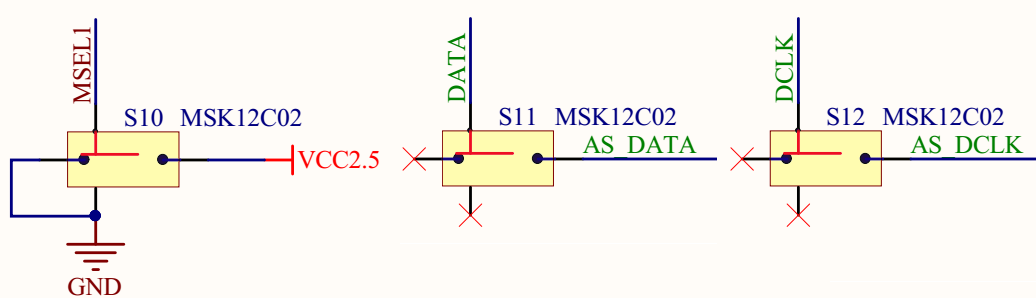 MSEL1
S10 MSK12C02
VCC2.5
GND
DATA
S11 MSK12C02
AS_DATA
DCLK
S12 MSK12C02
AS_DCLK